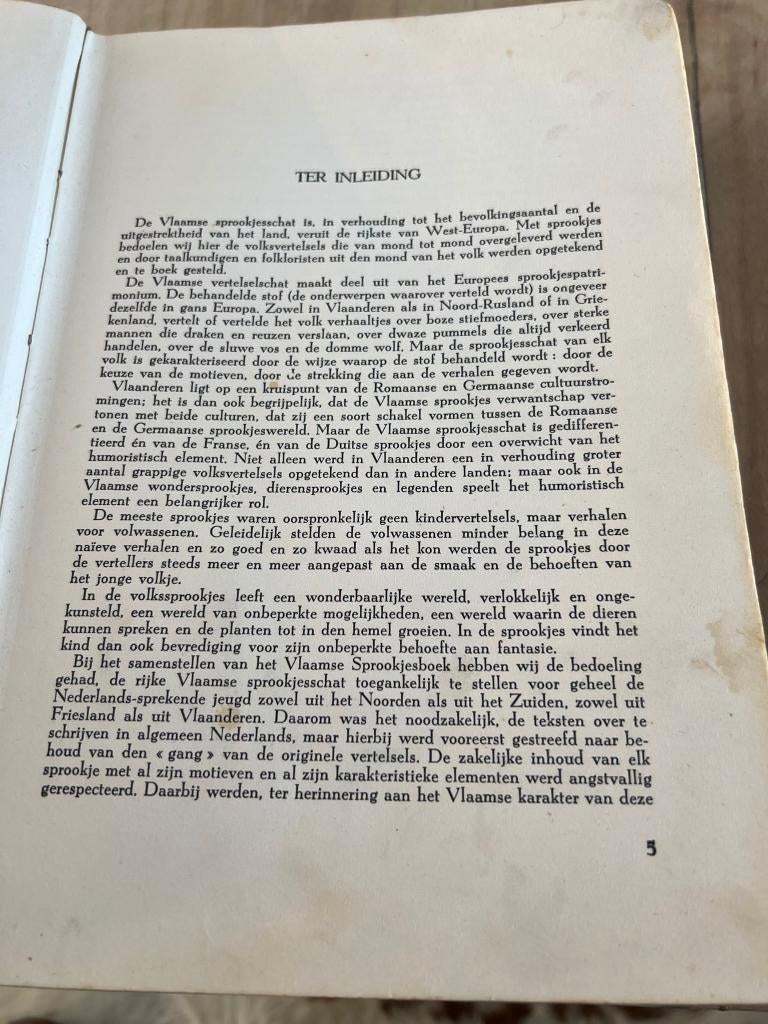 TER INLEIDING
De Vlaamse sprookjesschat is, in verhouding tot het bevolkingsaantal en de
uitgestrektheid van het land, veruit de rijkste van West-Europa. Met sprookjes
bedoelen wij hier de volksvertelsels die van mond tot mond overgeleverd werden
en door taalkundigen en folkloristen uit den mond van het volk werden opgetekend
en te boek gesteld.
De Vlaamse vertelselschat maakt deel uit van het Europees sprookjespatri-
monium. De behandelde stof (de onderwerpen waarover verteld wordt) is ongeveer
dezelfde in gans Europa. Zowel in Vlaanderen als in Noord-Rusland of in Grie-
kenland, vertelt of vertelde het volk verhaaltjes over boze stiefmoeders, over sterke
mannen die draken en reuzen verslaan, over dwaze pummels die altijd verkeerd
handelen, over de sluwe vos en de domme wolf. Maar de sprookjesschat van elk
volk is gekarakteriseerd door de wijze waarop de stof behandeld wordt : door de
keuze van de motieven, door de strekking die aan de verhalen gegeven wordt.
Vlaanderen ligt op een kruispunt van de Romaanse en Germaanse cultuurstro-
mingen; het is dan ook begrijpelijk, dat de Vlaamse sprookjes verwantschap ver-
tonen met beide culturen, dat zij een soort schakel vormen tussen de Romaanse
en de Germaanse sprookjeswereld. Maar de Vlaamse sprookjesschat is gedifferen-
tieerd én van de Franse, én van de Duitse sprookjes door een overwicht van het
humoristisch element. Niet alleen werd in Vlaanderen een in verhouding groter
aantal grappige volksvertelsels opgetekend dan in andere landen; maar ook in de
Vlaamse wondersprookjes, dierensprookjes en legenden speelt het humoristisch
element een belangrijker rol.
De meeste sprookjes waren oorspronkelijk geen kindervertelsels, maar verhalen
voor volwassenen. Geleidelijk stelden de volwassenen minder belang in deze
naïeve verhalen en zo goed en zo kwaad als het kon werden de sprookjes door
de vertellers steeds meer en meer aangepast aan de smaak en de behoeften van
het jonge volkje.
In de volkssprookjes leeft een wonderbaarlijke wereld, verlokkelijk en onge-
kunsteld, een wereld van onbeperkte mogelijkheden, een wereld waarin de dieren
kunnen spreken en de planten tot in den hemel groeien. In de sprookjes vindt het
kind dan ook bevrediging voor zijn onbeperkte behoefte aan fantasie.
Bij het samenstellen van het Vlaamse Sprookjesboek hebben wij de bedoeling
gehad, de rijke Vlaamse sprookjesschat toegankelijk te stellen voor geheel de
Nederlands-sprekende jeugd zowel uit het Noorden als uit het Zuiden, zowel uit
Friesland als uit Vlaanderen. Daarom was het noodzakelijk, de teksten over te
schrijven in algemeen Nederlands, maar hierbij werd vooreerst gestreefd naar be-
houd van den « gang » van de originele vertelsels. De zakelijke inhoud van elk
sprookje met al zijn motieven en al zijn karakteristieke elementen werd angstvallig
gerespecteerd. Daarbij werden, ter herinnering aan het Vlaamse karakter van deze
5